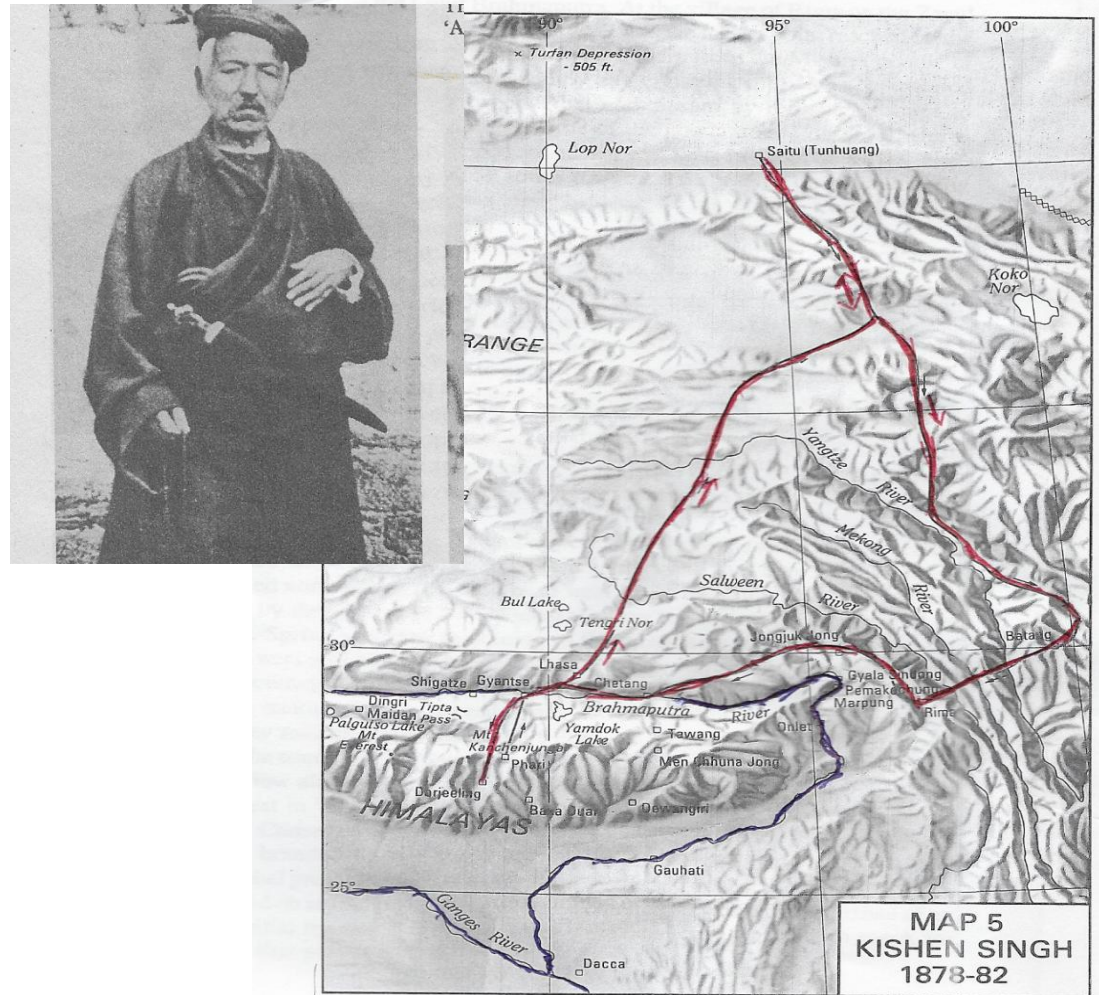 90°
95°
100°
× Turfan Depression
- 505 ft.
Lop Nor
Saitu (Tunhuang)
Koko
Nor
RANGE
Yangtze
River
Mekong
River
Salween
River
Bul Lake
Tengri Nor
30°
Jongjuk Jong
Batang
Lhasa
Chetang
Shigatze
Gyantse
Gyala Sindong
Pemakochung
Marpung
Rima
Dingri
Maidan
Tipta
Pass
Palgutso Lake
Mt
Everest
Brahmaputra
River
Onlet
Yamdok
Lake
Tawang
Mt
Kanchenjunga
Phari
Men Chhuna Jong
Darjeeling
Baxa Duar
Dewangiri
HIMALAYAS
Gauhati
25°
Ganges
River
Dacca
MAP 5
KISHEN SINGH
1878-82